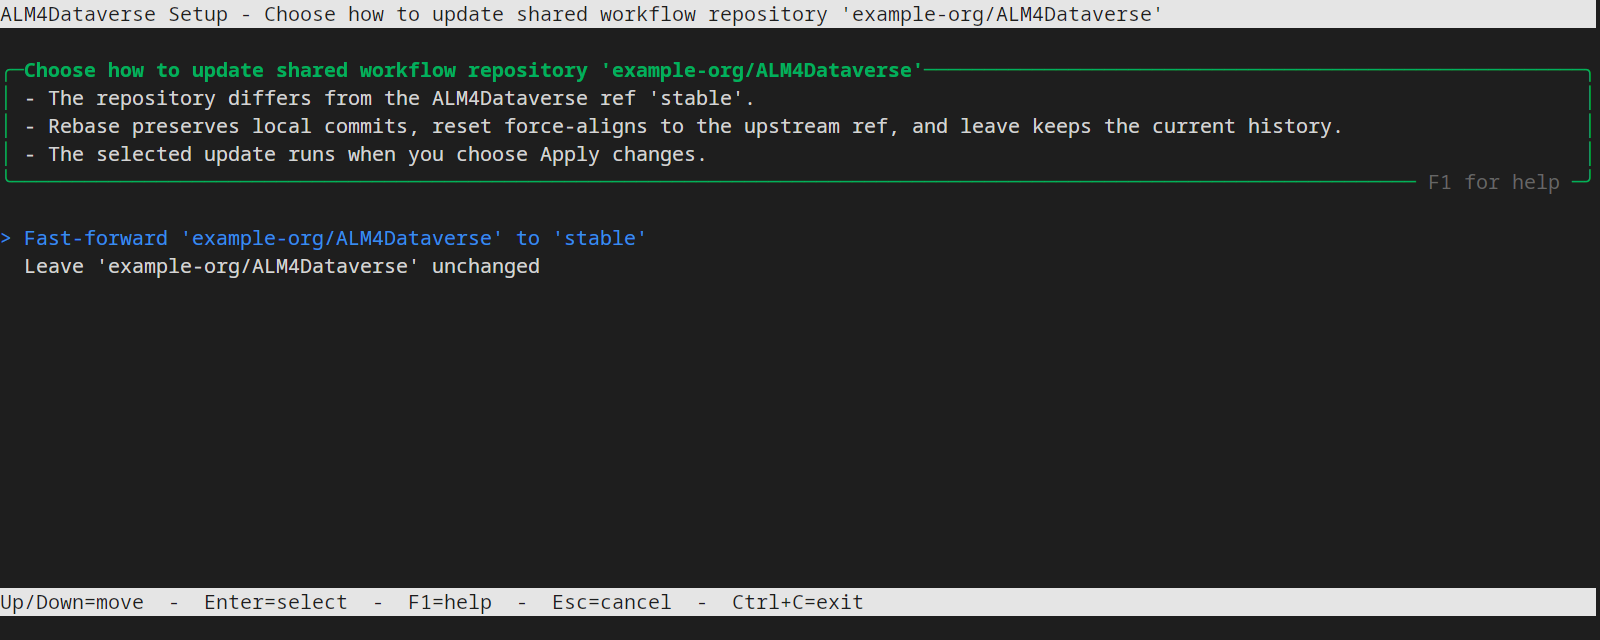 ALM4Dataverse Setup - Choose how to update shared workflow repository 'example-org/ALM4Dataverse'
Choose how to update shared workflow repository 'example-org/ALM4Dataverse'
- The repository differs from the ALM4Dataverse ref 'stable'.
- Rebase preserves local commits, reset force-aligns to the upstream ref, and leave keeps the current history.
- The selected update runs when you choose Apply changes.
F1 for help
> Fast-forward 'example-org/ALM4Dataverse' to 'stable'
Leave 'example-org/ALM4Dataverse' unchanged
Up/Down=move - Enter=select - F1=help - Esc=cancel - Ctrl+C=exit